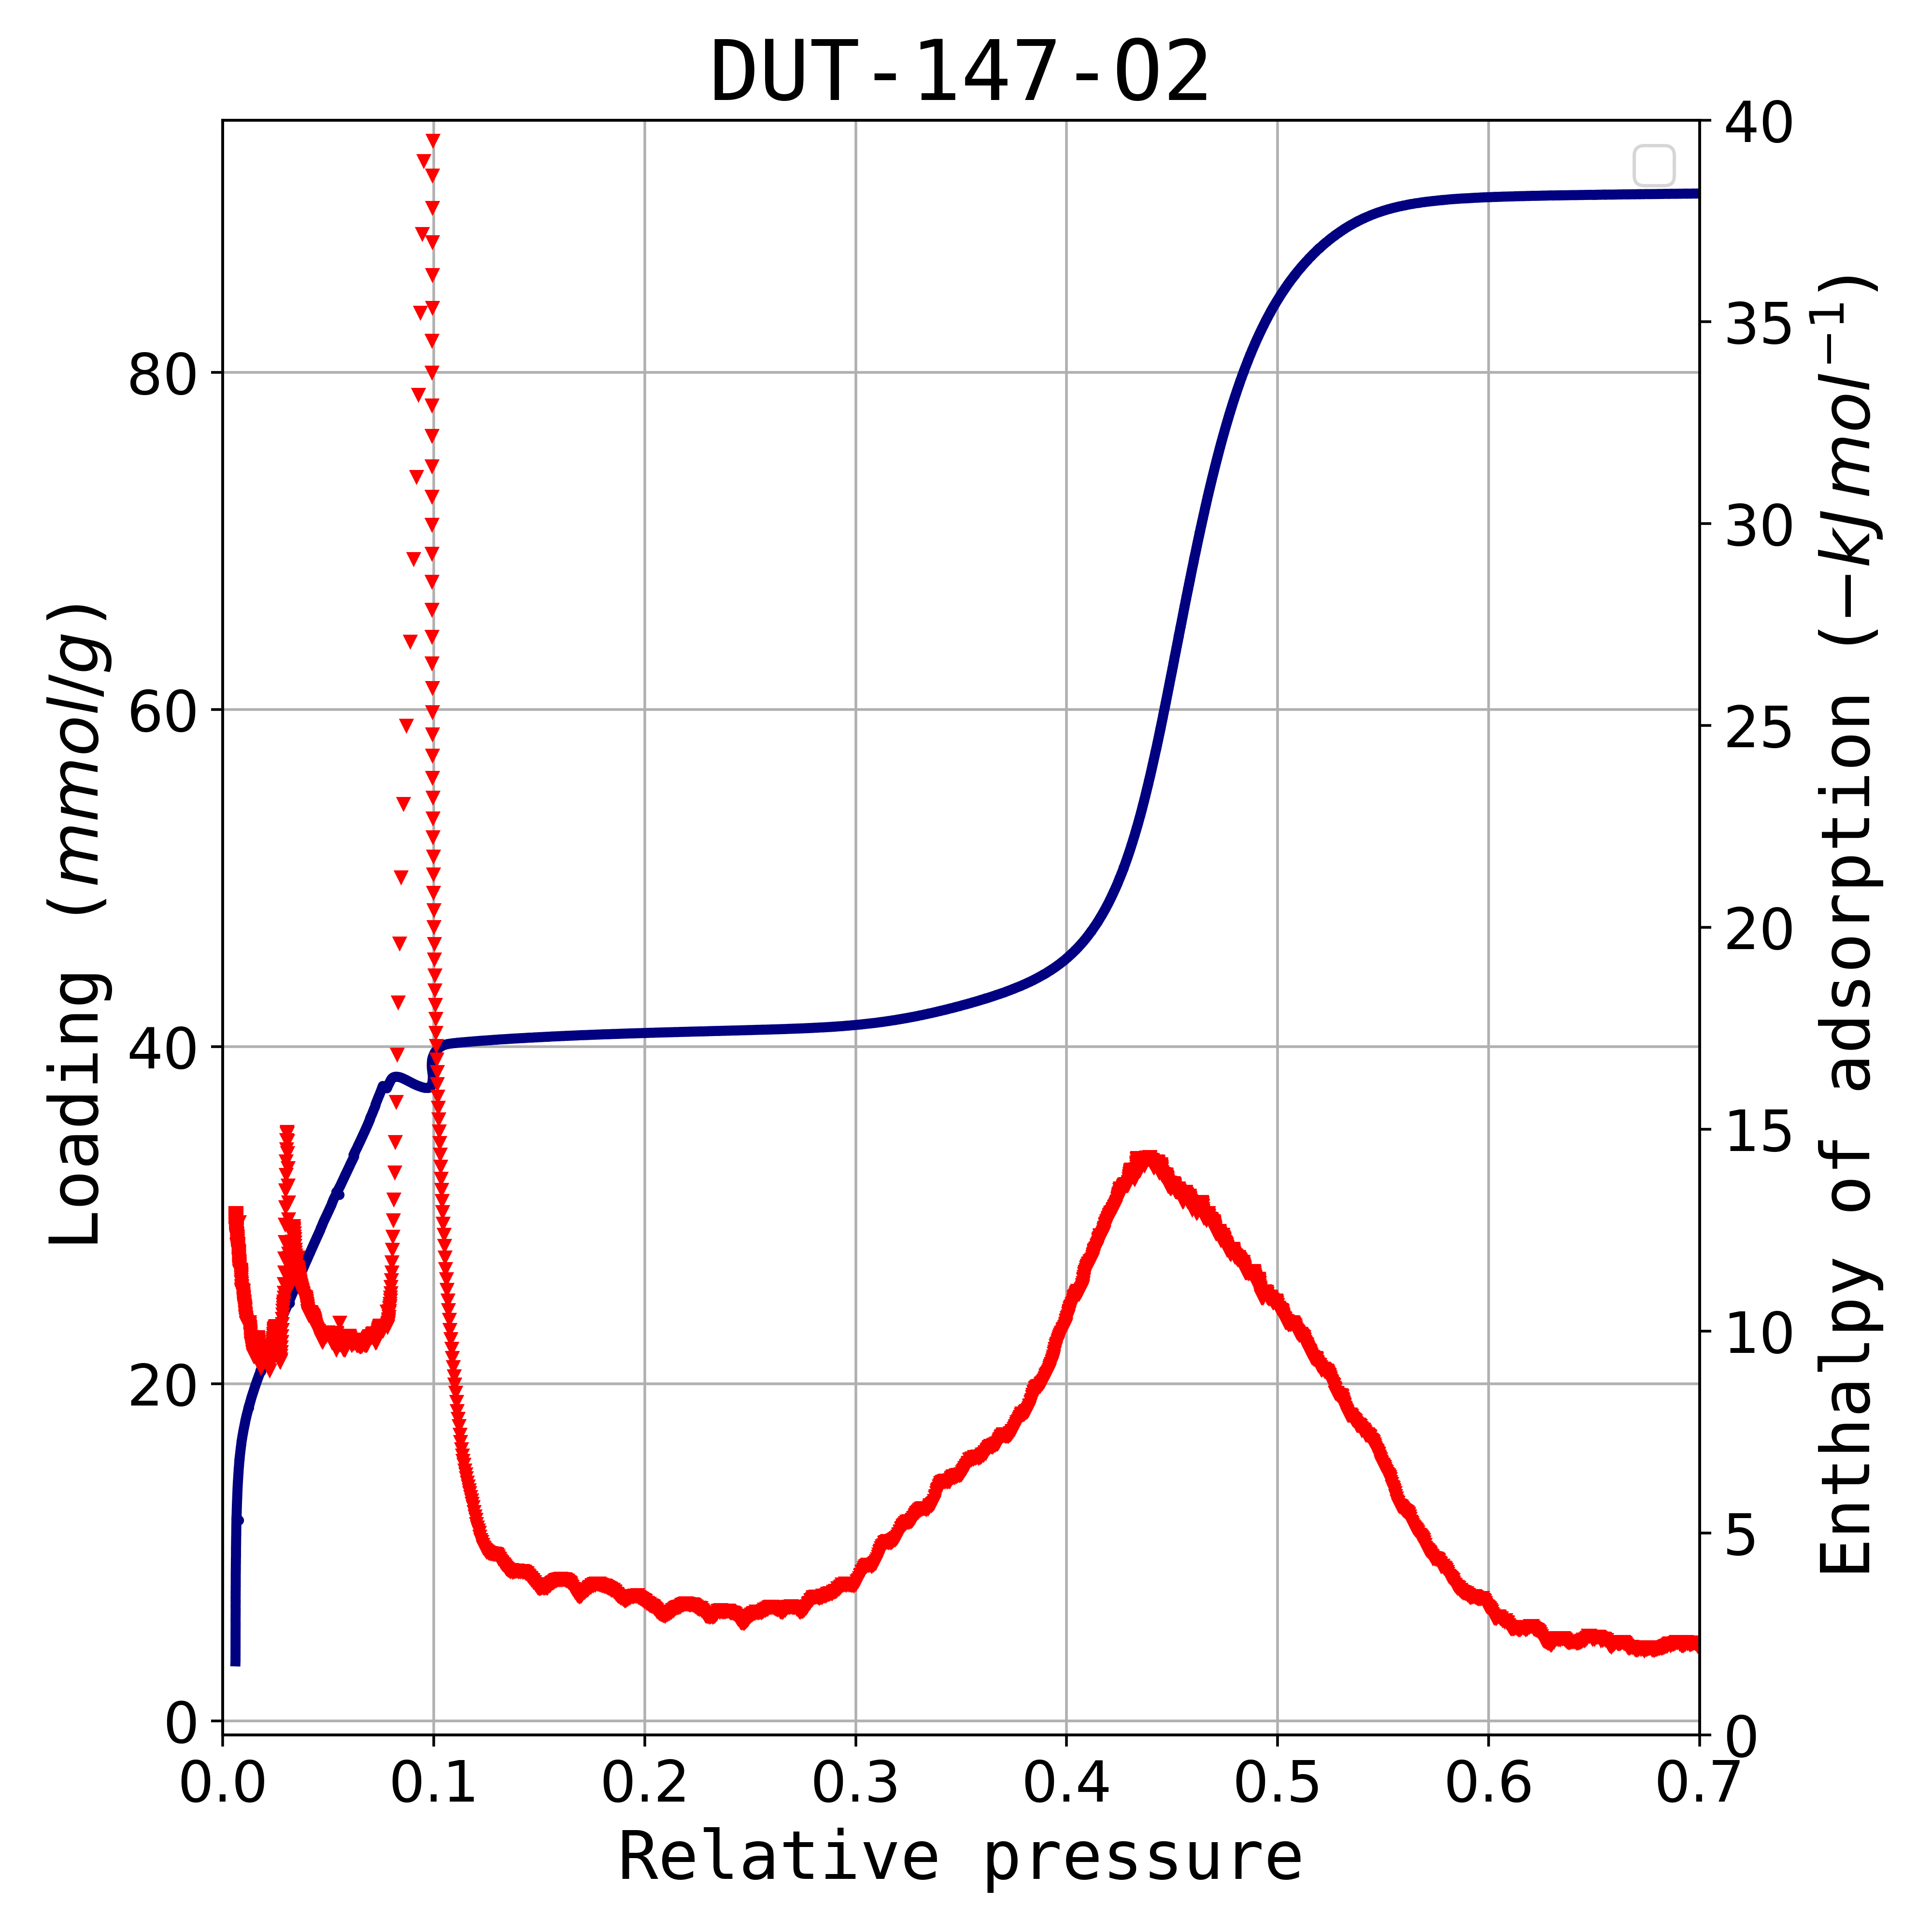 DUT-147-02
Loading (mmol/g)
80
60
40
20
0
40
35
30
25
20
15
10
5
0
Enthalpy of adsorption (−kJ mol⁻¹)
0.0 0.1 0.2 0.3 0.4 0.5 0.6 0.7
Relative pressure